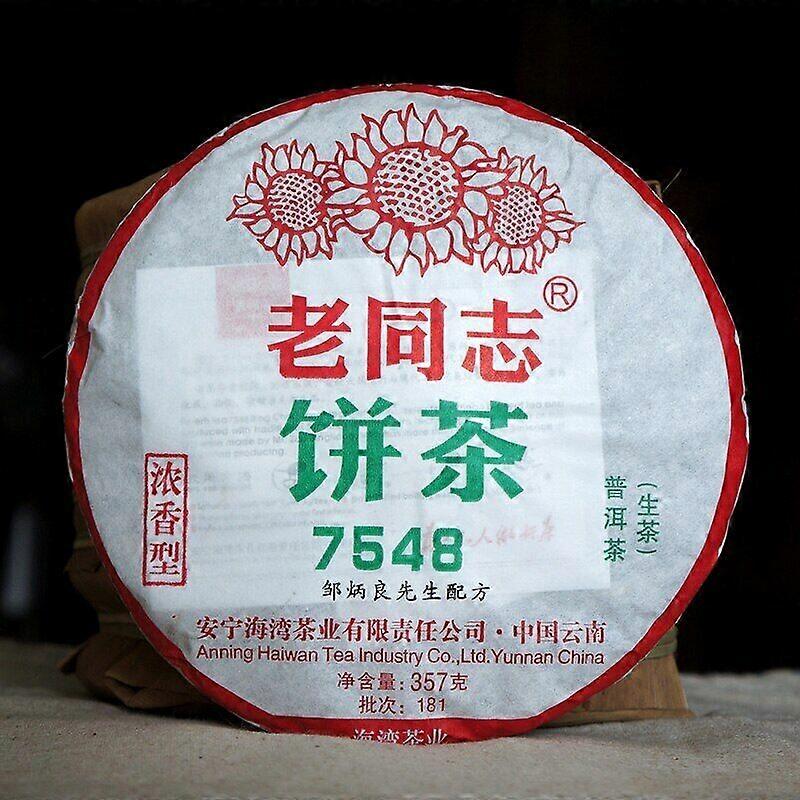 老同志®
饼茶
7548
邹炳良先生配方
浓香型
普洱茶
(生茶)
安宁海湾茶业有限责任公司·中国云南
Anning Haiwan Tea Industry Co.,Ltd.Yunnan China
净含量: 357克
批次: 181
海湾茶业